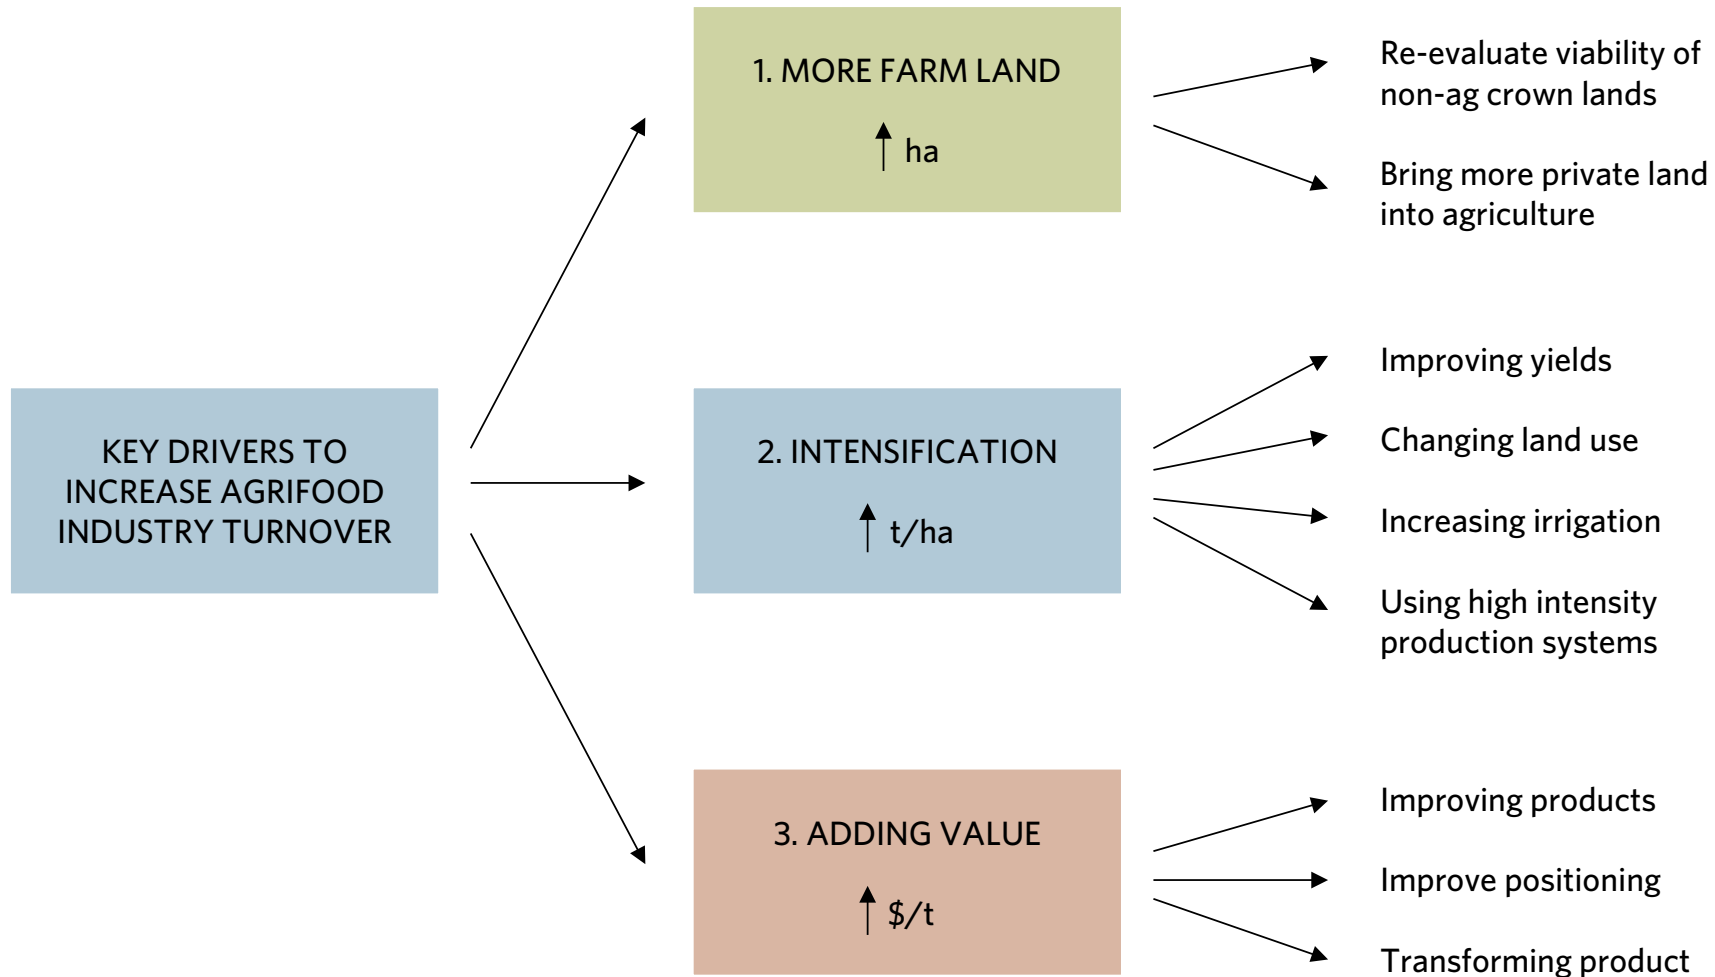 KEY DRIVERS TO
INCREASE AGRIFOOD
INDUSTRY TURNOVER
1. MORE FARM LAND
↑ ha
Re-evaluate viability of
non-ag crown lands
Bring more private land
into agriculture
2. INTENSIFICATION
↑ t/ha
Improving yields
Changing land use
Increasing irrigation
Using high intensity
production systems
3. ADDING VALUE
↑ $/t
Improving products
Improve positioning
Transforming product